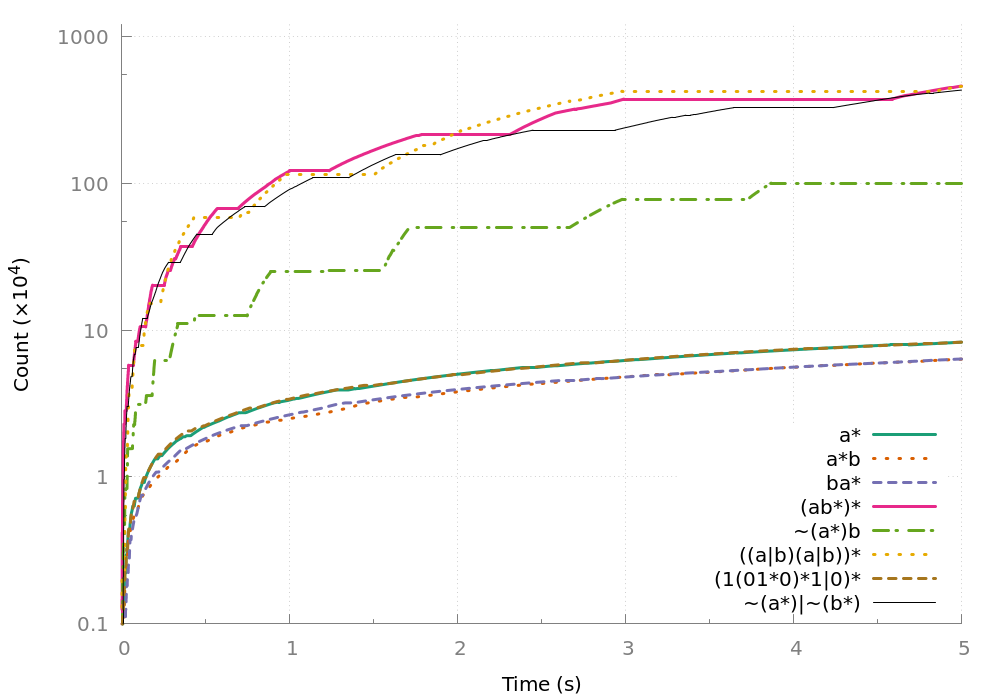 1000
100
10
1
0.1
Count (×10⁴)
a*
a*b
ba*
(ab*)*
~(a*)b
((a|b)(a|b))*
(1(01*0)*1|0)*
~(a*)|~(b*)
0 1 2 3 4 5
Time (s)